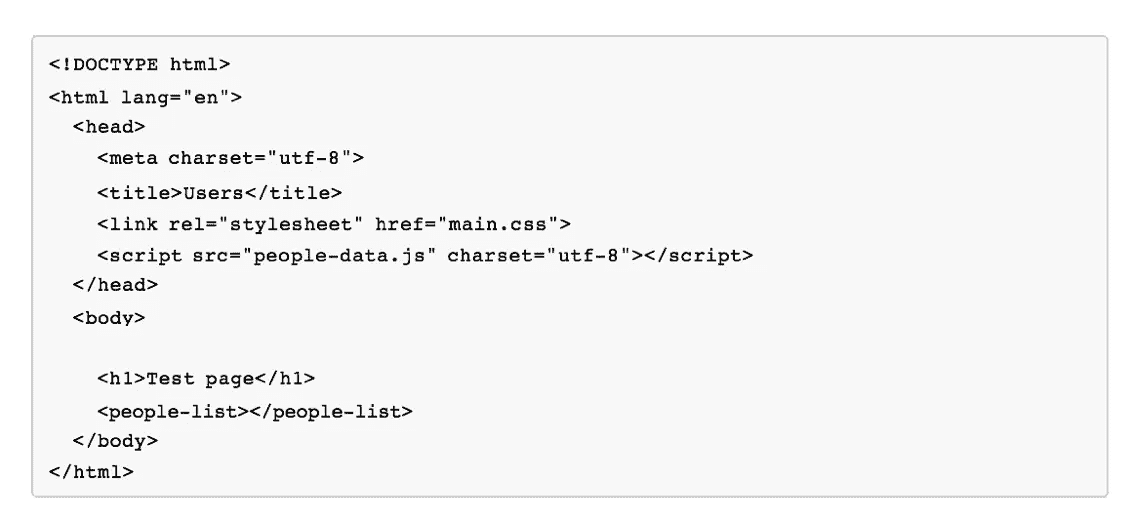 <!DOCTYPE html>
<html lang="en">
  <head>
    <meta charset="utf-8">
    <title>Users</title>
    <link rel="stylesheet" href="main.css">
    <script src="people-data.js" charset="utf-8"></script>
  </head>
  <body>

    <h1>Test page</h1>
    <people-list></people-list>
  </body>
</html>